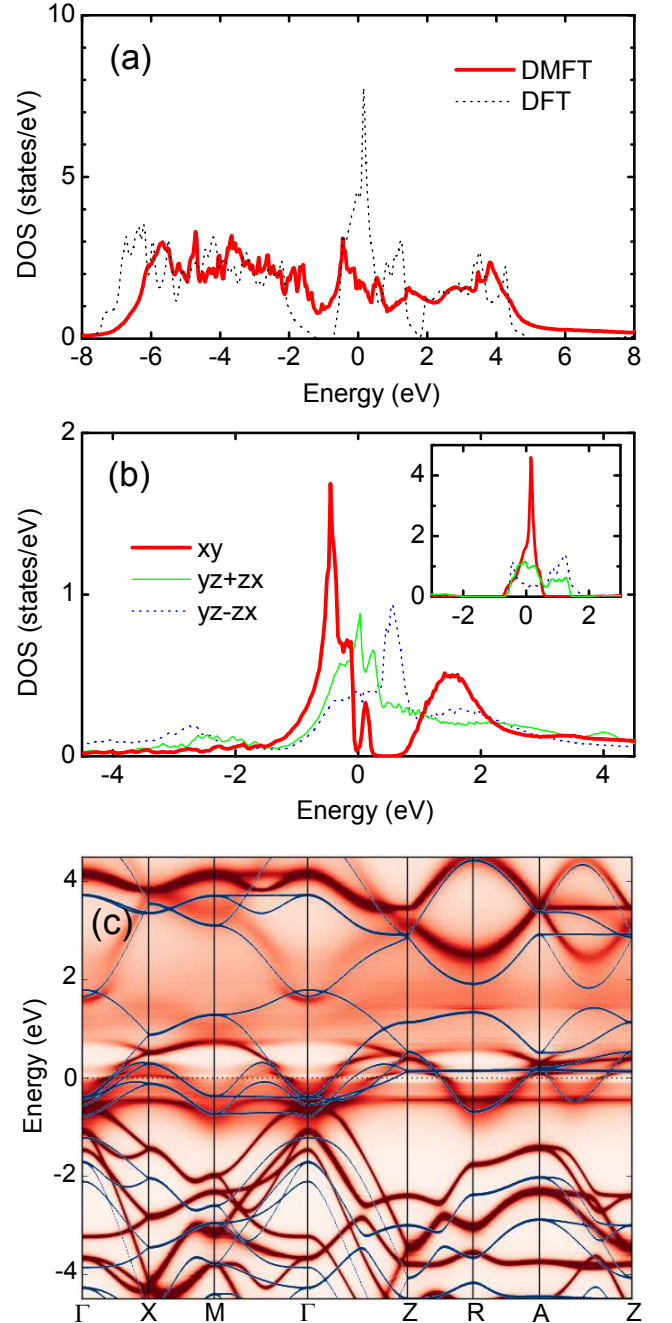 10
(a)
DMFT
DFT
5
0
DOS (states/eV)
-8 -6 -4 -2 0 2 4 6 8
Energy (eV)
2
(b)
xy
yz+zx
yz-zx
4
2
0
-2 0 2
1
0
DOS (states/eV)
-4 -2 0 2 4
Energy (eV)
(c)
4
2
0
-2
-4
Energy (eV)
Γ X M Γ Z R A Z